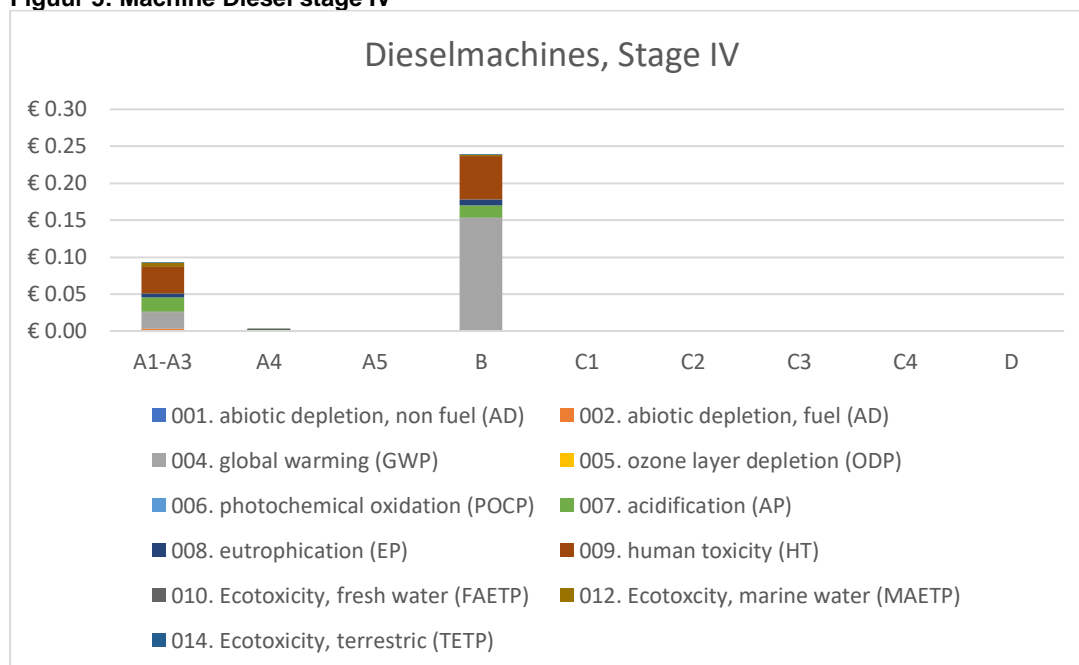 Figuur 5: Machine Diesel stage IV
Dieselmachines, Stage IV
€ 0.30
€ 0.25
€ 0.20
€ 0.15
€ 0.10
€ 0.05
€ 0.00
A1-A3 A4 A5 B C1 C2 C3 C4 D
001. abiotic depletion, non fuel (AD) 002. abiotic depletion, fuel (AD)
004. global warming (GWP) 005. ozone layer depletion (ODP)
006. photochemical oxidation (POCP) 007. acidification (AP)
008. eutrophication (EP) 009. human toxicity (HT)
010. Ecotoxicity, fresh water (FAETP) 012. Ecotoxcity, marine water (MAETP)
014. Ecotoxicity, terrestric (TETP)